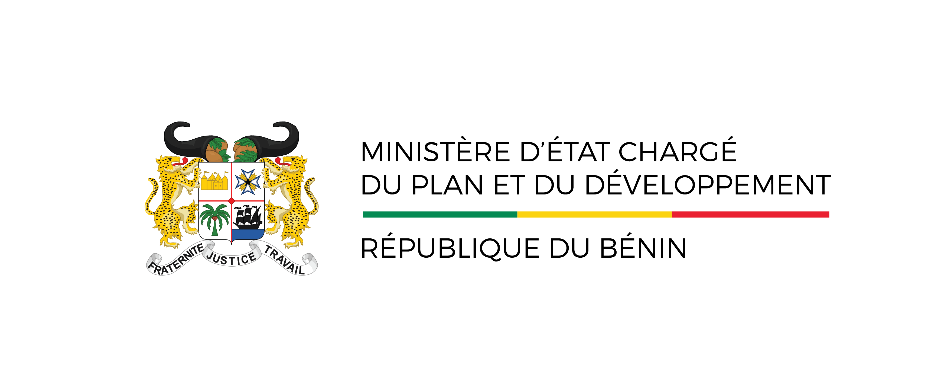 FRATERNITE JUSTICE TRAVAIL
MINISTÈRE D'ÉTAT CHARGÉ
DU PLAN ET DU DÉVELOPPEMENT
RÉPUBLIQUE DU BÉNIN